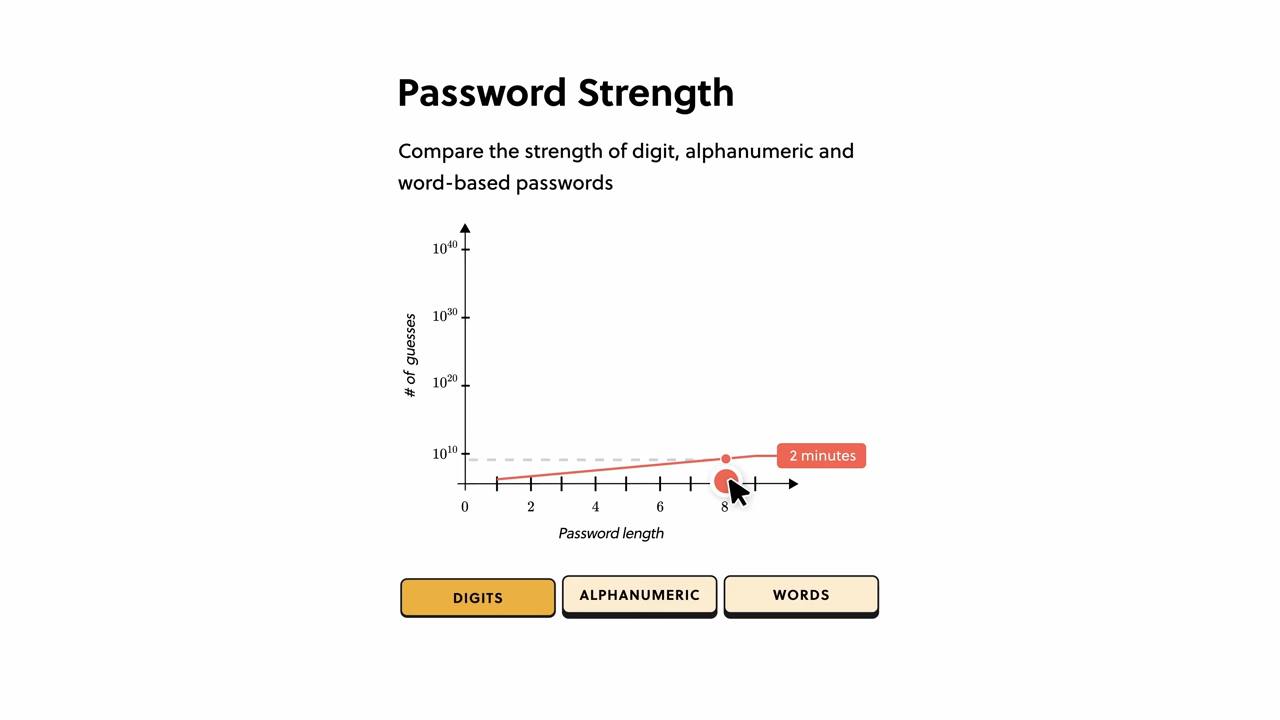 Password Strength
Compare the strength of digit, alphanumeric and
word-based passwords
10^40
10^30
# of guesses
10^20
10^10
2 minutes
0 2 4 6 8
Password length
DIGITS ALPHANUMERIC WORDS